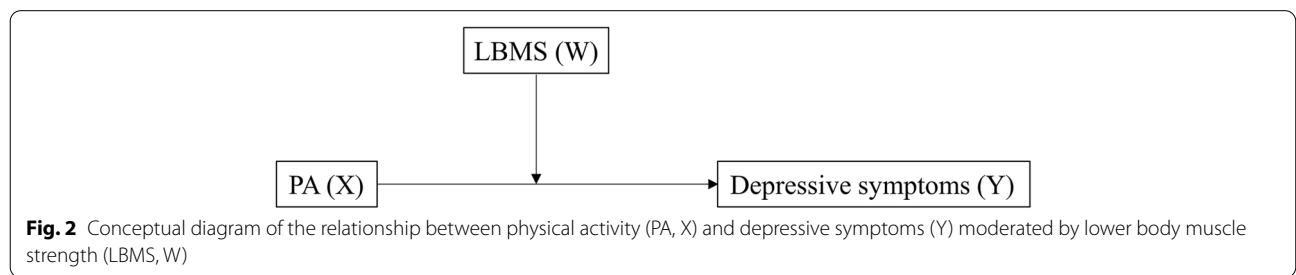 LBMS (W)
PA (X)
Depressive symptoms (Y)
Fig. 2 Conceptual diagram of the relationship between physical activity (PA, X) and depressive symptoms (Y) moderated by lower body muscle
strength (LBMS, W)